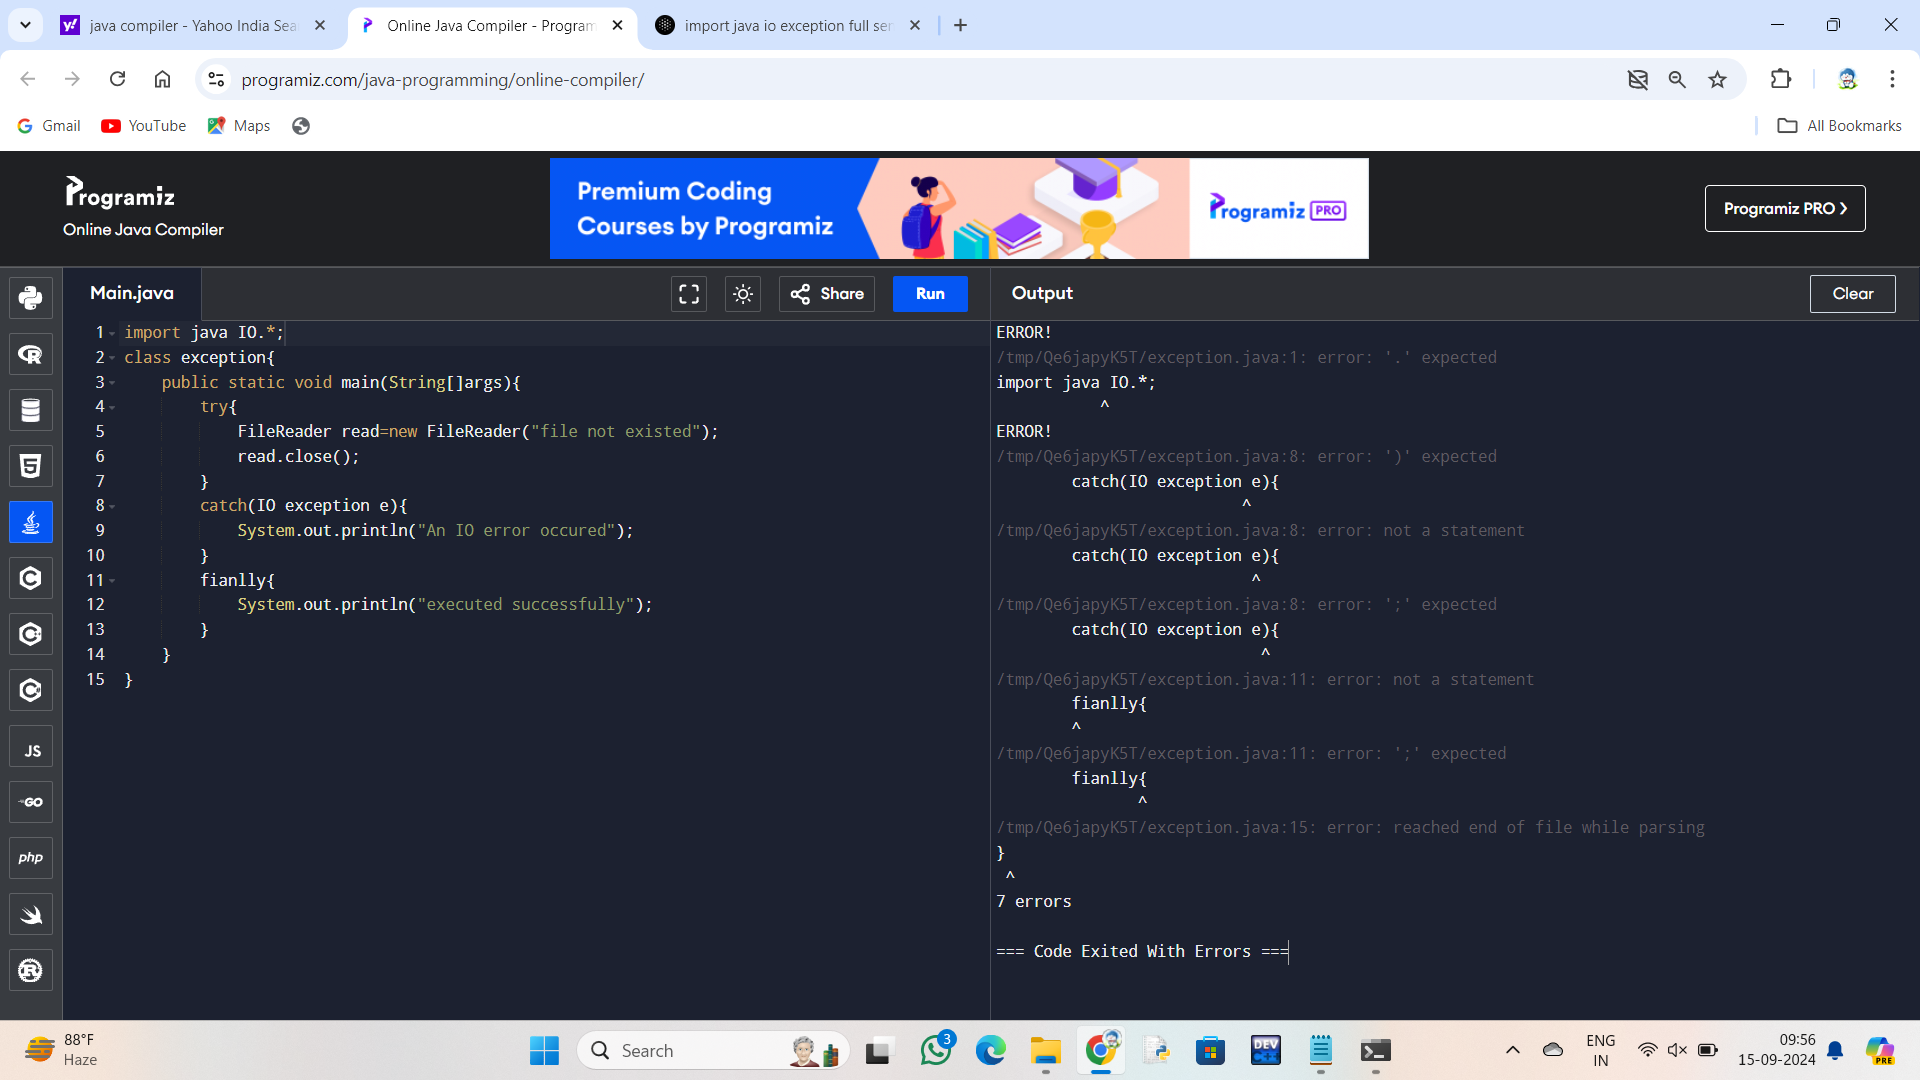 java compiler - Yahoo India Sea
Online Java Compiler - Program
import java io exception full ser
programiz.com/java-programming/online-compiler/
Gmail
YouTube
Maps
All Bookmarks
Programiz
Online Java Compiler
Premium Coding
Courses by Programiz
Programiz PRO
Programiz PRO ❯
Main.java
Share
Run
Output
Clear
1 import java IO.*;
2 class exception{
3     public static void main(String[]args){
4         try{
5             FileReader read=new FileReader("file not existed");
6             read.close();
7         }
8         catch(IO exception e){
9             System.out.println("An IO error occured");
10         }
11         fianlly{
12             System.out.println("executed successfully");
13         }
14     }
15 }
ERROR!
/tmp/Qe6japyK5T/exception.java:1: error: '.' expected
import java IO.*;
           ^
ERROR!
/tmp/Qe6japyK5T/exception.java:8: error: ')' expected
        catch(IO exception e){
                          ^
/tmp/Qe6japyK5T/exception.java:8: error: not a statement
        catch(IO exception e){
                           ^
/tmp/Qe6japyK5T/exception.java:8: error: ';' expected
        catch(IO exception e){
                            ^
/tmp/Qe6japyK5T/exception.java:11: error: not a statement
        fianlly{
        ^
/tmp/Qe6japyK5T/exception.java:11: error: ';' expected
        fianlly{
               ^
/tmp/Qe6japyK5T/exception.java:15: error: reached end of file while parsing
}
 ^
7 errors
=== Code Exited With Errors ===
JS
GO
php
88°F
Haze
Search
3
DEV
C++
ENG
IN
09:56
15-09-2024
PRE